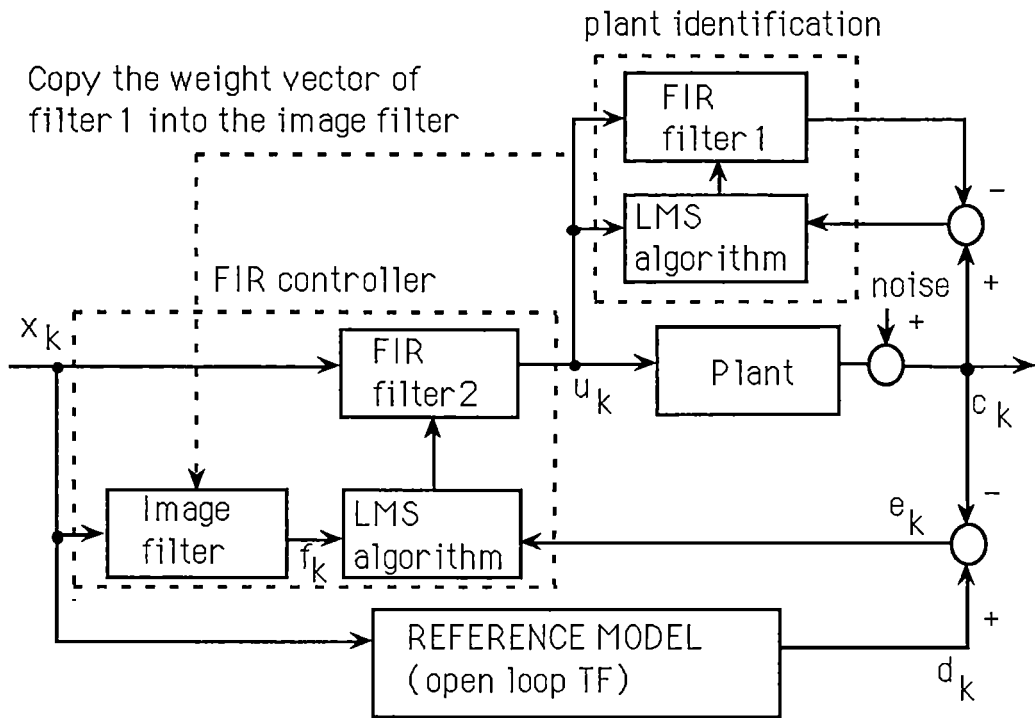 plant identification
Copy the weight vector of
filter 1 into the image filter
FIR
filter 1
LMS
algorithm
-
+
FIR controller
noise
+
x k
FIR
filter 2
u k
Plant
c k
Image
filter
f k
LMS
algorithm
e k
-
+
REFERENCE MODEL
(open loop TF)
d k